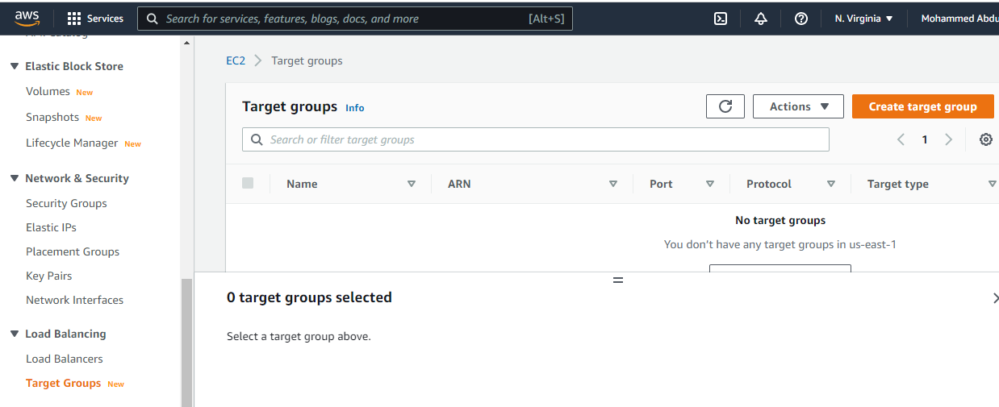 aws Services Search for services, features, blogs, docs, and more [Alt+S] N. Virginia Mohammed Abdu
Elastic Block Store
Volumes New
Snapshots New
Lifecycle Manager New
Network & Security
Security Groups
Elastic IPs
Placement Groups
Key Pairs
Network Interfaces
Load Balancing
Load Balancers
Target Groups New
EC2 Target groups
Target groups Info Actions Create target group
Search or filter target groups 1
Name ARN Port Protocol Target type
No target groups
You don't have any target groups in us-east-1
0 target groups selected
Select a target group above.